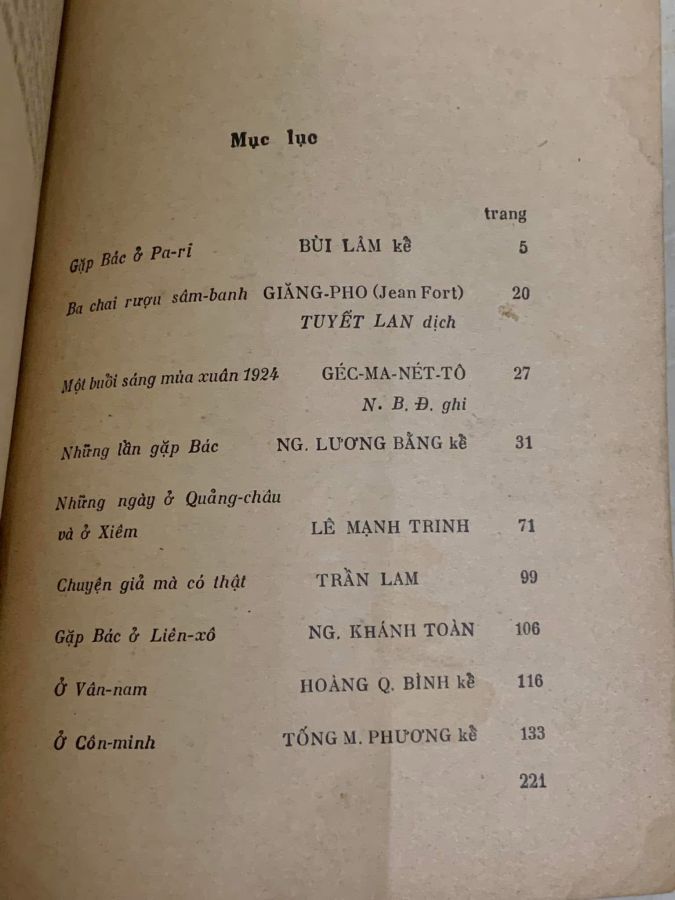 Mục lục
trang
Gặp Bác ở Pa-ri BÙI LÂM kể 5
Ba chai rượu sâm-banh GIĂNG-PHO (Jean Fort) 20
TUYẾT LAN dịch
Một buổi sáng mùa xuân 1924 GÉC-MA-NÉT-TÔ 27
N. B. Đ. ghi
Những lần gặp Bác NG. LƯƠNG BẰNG kể 31
Những ngày ở Quảng-châu
và ở Xiêm LÊ MẠNH TRINH 71
Chuyện giả mà có thật TRẦN LAM 99
Gặp Bác ở Liên-xô NG. KHÁNH TOÀN 106
Ở Vân-nam HOÀNG Q. BÌNH kể 116
Ở Côn-minh TỐNG M. PHƯƠNG kể 133
221